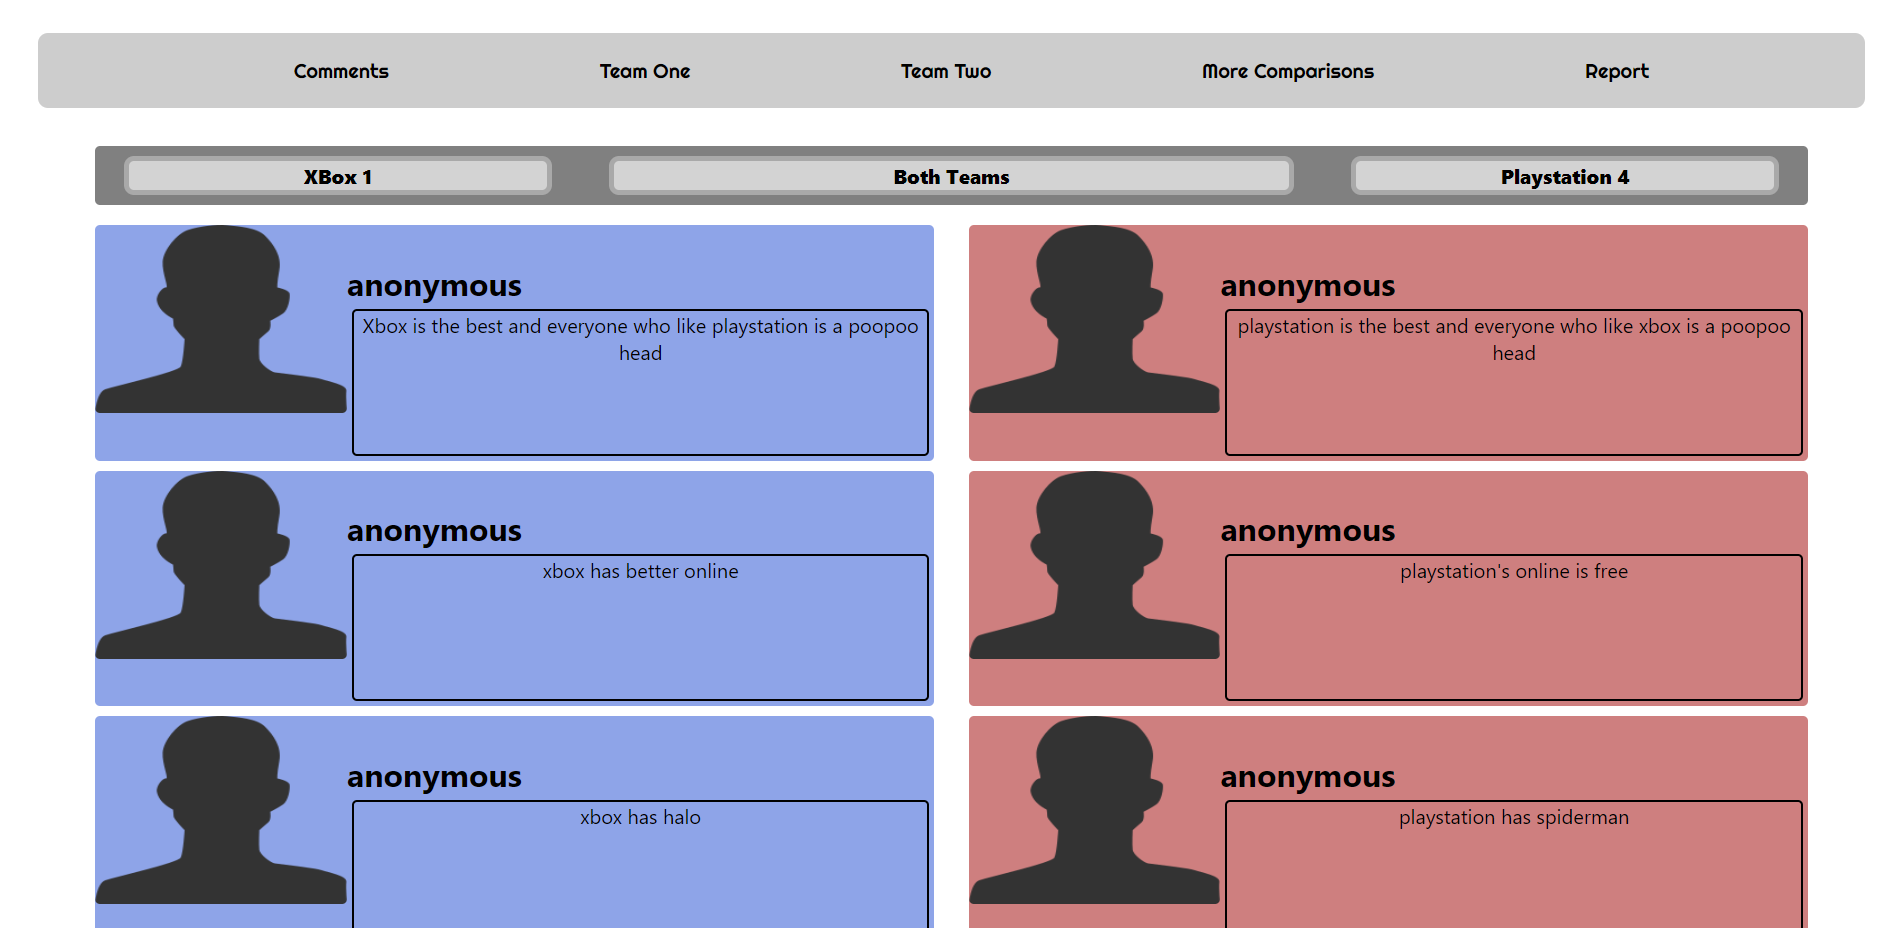 Comments Team One Team Two More Comparisons Report
XBox 1 Both Teams Playstation 4
anonymous
Xbox is the best and everyone who like playstation is a poopoo
head
anonymous
playstation is the best and everyone who like xbox is a poopoo
head
anonymous
xbox has better online
anonymous
playstation's online is free
anonymous
xbox has halo
anonymous
playstation has spiderman